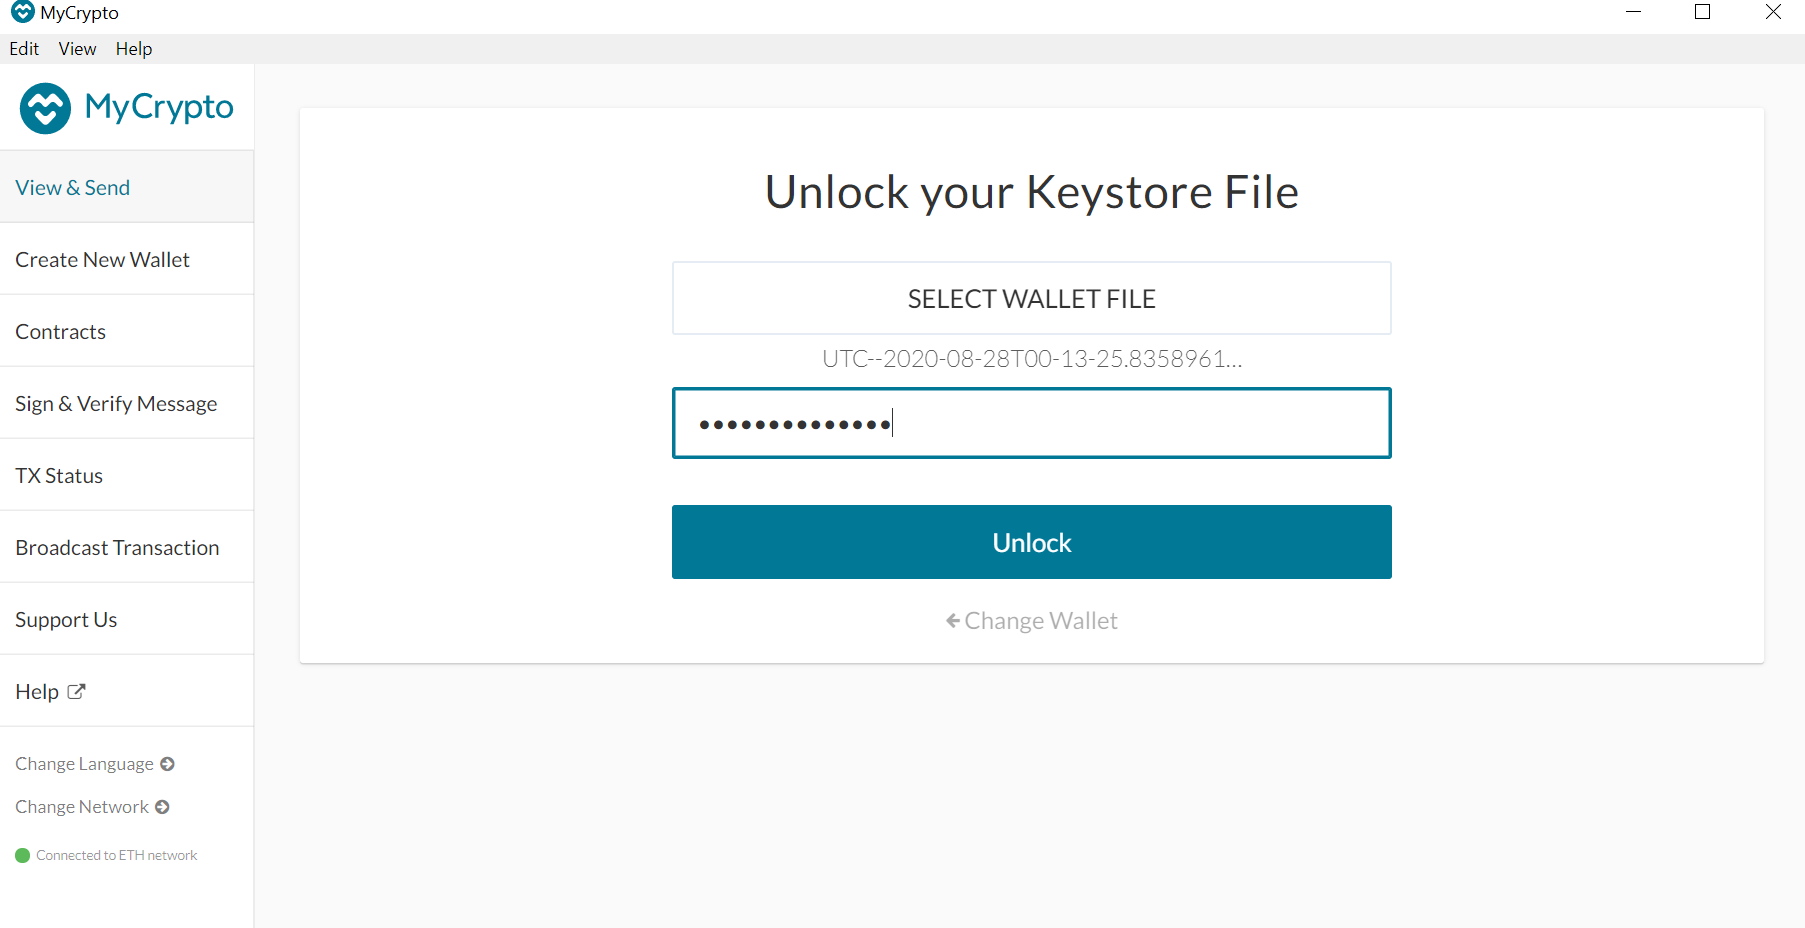 MyCrypto
Edit View Help
MyCrypto
View & Send
Create New Wallet
Contracts
Sign & Verify Message
TX Status
Broadcast Transaction
Support Us
Help
Change Language
Change Network
Connected to ETH network
Unlock your Keystore File
SELECT WALLET FILE
UTC--2020-08-28T00-13-25.8358961...
••••••••••••••
Unlock
Change Wallet